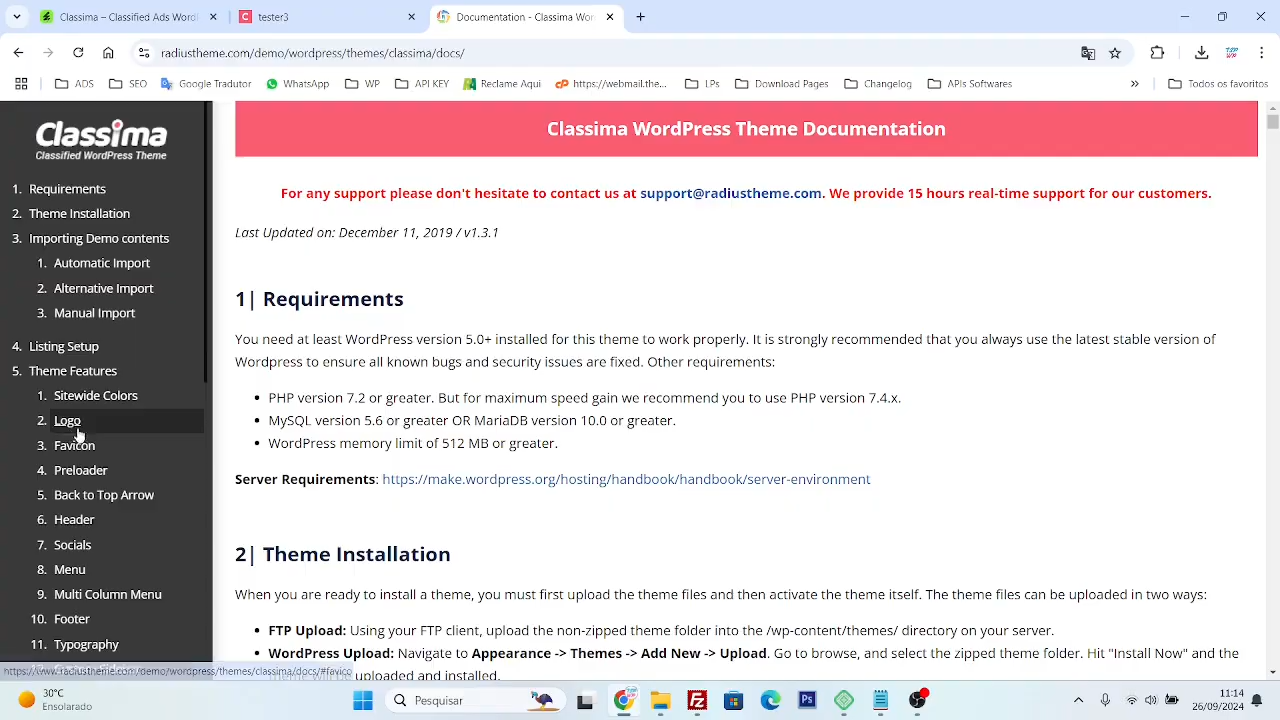 Classima – Classified Ads Word
tester3
Documentation - Classima Wor
radiustheme.com/demo/wordpress/themes/classima/docs/
ADS
SEO
Google Tradutor
WhatsApp
WP
API KEY
Reclame Aqui
https://webmail.the...
LPs
Download Pages
Changelog
APIs Softwares
»
Todos os favoritos
Classima
Classified WordPress Theme
1. Requirements
2. Theme Installation
3. Importing Demo contents
1. Automatic Import
2. Alternative Import
3. Manual Import
4. Listing Setup
5. Theme Features
1. Sitewide Colors
2. Logo
3. Favicon
4. Preloader
5. Back to Top Arrow
6. Header
7. Socials
8. Menu
9. Multi Column Menu
10. Footer
11. Typography
https://www.radiustheme.com/demo/wordpress/themes/classima/docs/#favico
Classima WordPress Theme Documentation
For any support please don't hesitate to contact us at support@radiustheme.com. We provide 15 hours real-time support for our customers.
Last Updated on: December 11, 2019 / v1.3.1
1| Requirements
You need at least WordPress version 5.0+ installed for this theme to work properly. It is strongly recommended that you always use the latest stable version of
Wordpress to ensure all known bugs and security issues are fixed. Other requirements:
• PHP version 7.2 or greater. But for maximum speed gain we recommend you to use PHP version 7.4.x.
• MySQL version 5.6 or greater OR MariaDB version 10.0 or greater.
• WordPress memory limit of 512 MB or greater.
Server Requirements: https://make.wordpress.org/hosting/handbook/handbook/server-environment
2| Theme Installation
When you are ready to install a theme, you must first upload the theme files and then activate the theme itself. The theme files can be uploaded in two ways:
• FTP Upload: Using your FTP client, upload the non-zipped theme folder into the /wp-content/themes/ directory on your server.
• WordPress Upload: Navigate to Appearance -> Themes -> Add New -> Upload. Go to browse, and select the zipped theme folder. Hit "Install Now" and the
uploaded and installed.
30°C
Ensolarado
Pesquisar
11:14
26/09/2024